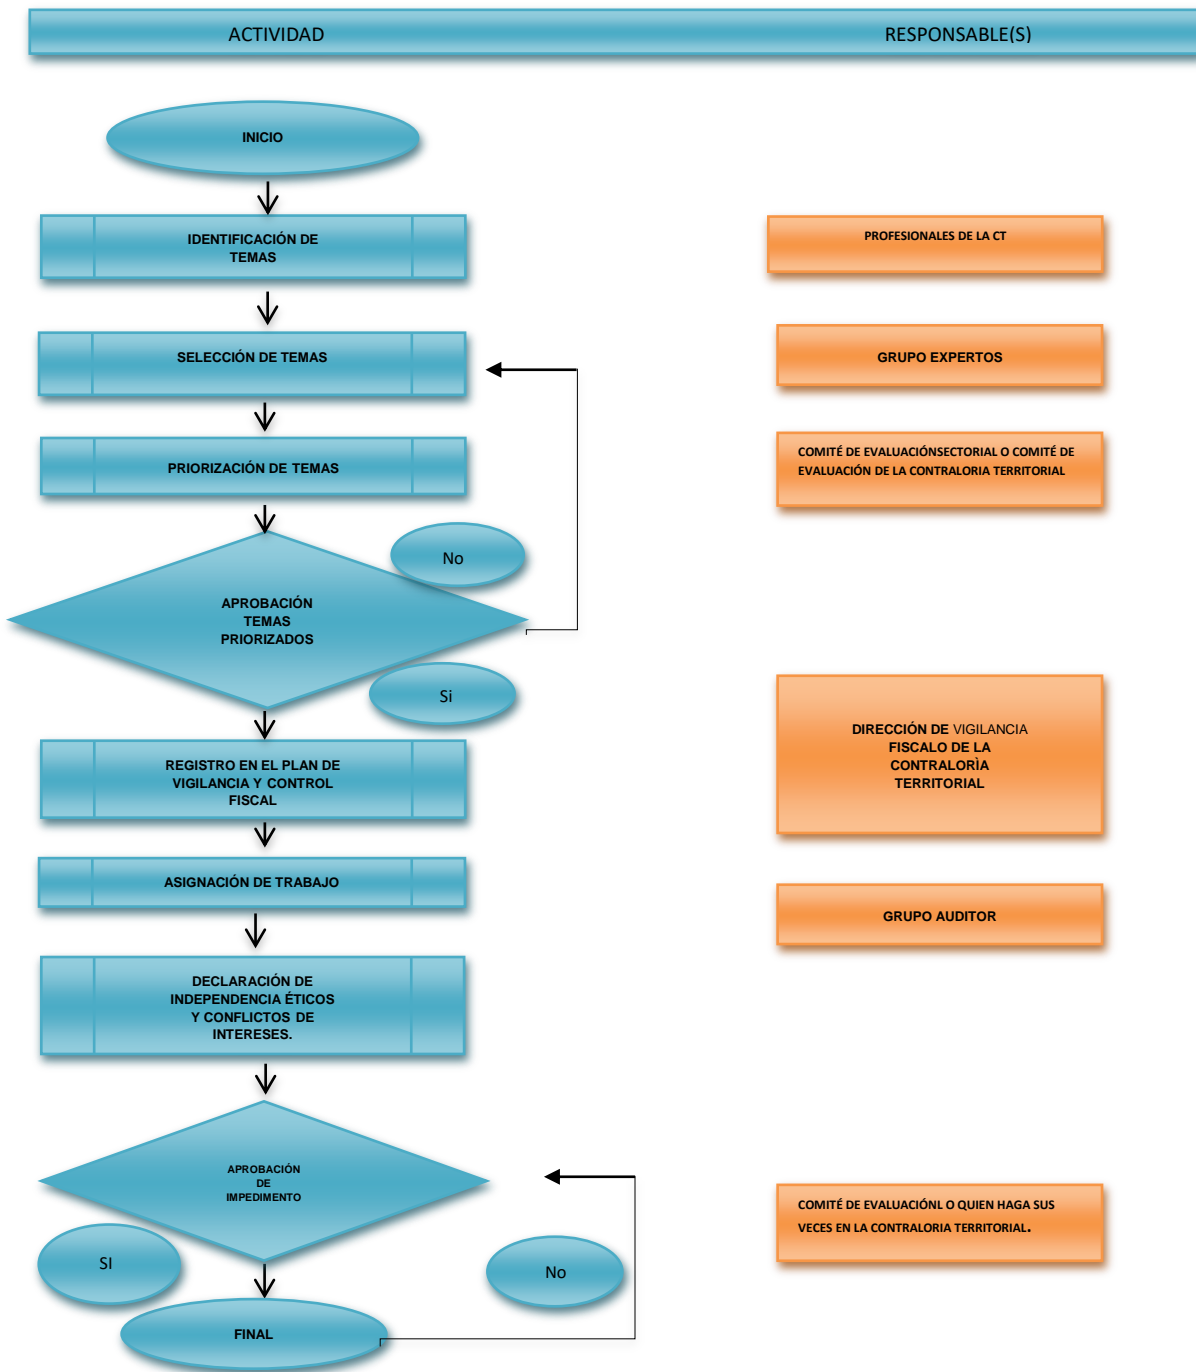 ACTIVIDAD
RESPONSABLE(S)
INICIO
IDENTIFICACIÓN DE
TEMAS
PROFESIONALES DE LA CT
SELECCIÓN DE TEMAS
GRUPO EXPERTOS
PRIORIZACIÓN DE TEMAS
COMITÉ DE EVALUACIÓNSECTORIAL O COMITÉ DE
EVALUACIÓN DE LA CONTRALORIA TERRITORIAL
No
APROBACIÓN
TEMAS
PRIORIZADOS
Si
REGISTRO EN EL PLAN DE
VIGILANCIA Y CONTROL
FISCAL
DIRECCIÓN DE VIGILANCIA
FISCALO DE LA
CONTRALORÌA
TERRITORIAL
ASIGNACIÓN DE TRABAJO
GRUPO AUDITOR
DECLARACIÓN DE
INDEPENDENCIA ÉTICOS
Y CONFLICTOS DE
INTERESES.
APROBACIÓN
DE
IMPEDIMENTO
COMITÉ DE EVALUACIÓNL O QUIEN HAGA SUS
VECES EN LA CONTRALORIA TERRITORIAL.
SI
No
FINAL